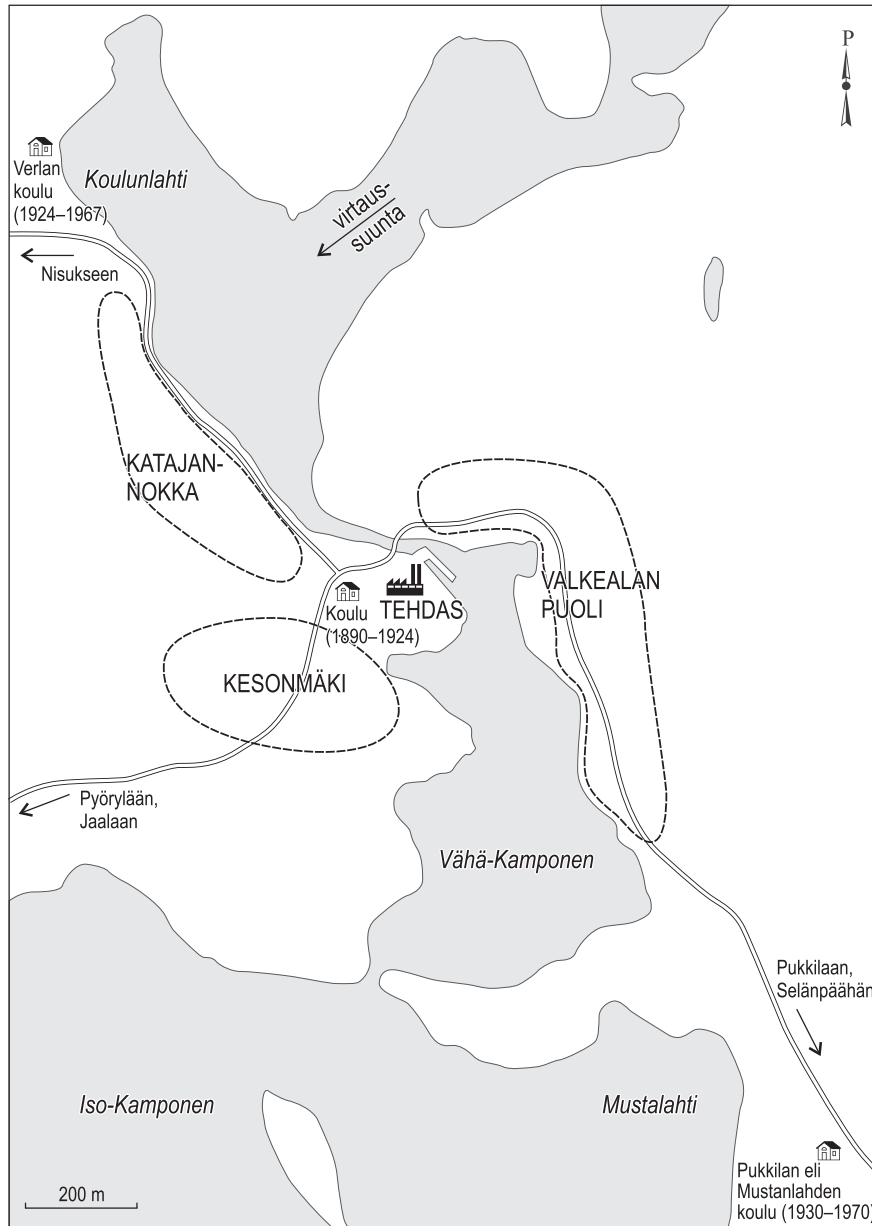 P
Verlan
koulu
(1924–1967)
Koulunlahti
virtaus-
suunta
Nisukseen
KATAJAN-
NOKKA
VALKEALAN
PUOLI
Koulu
(1890–1924)
TEHDAS
KESONMÄKI
Pyörylään,
Jaalaan
Vähä-Kamponen
Pukkilaan,
Selänpäähän
Iso-Kamponen
Mustalahti
200 m
Pukkilan eli
Mustanlahden
koulu (1930–1970)